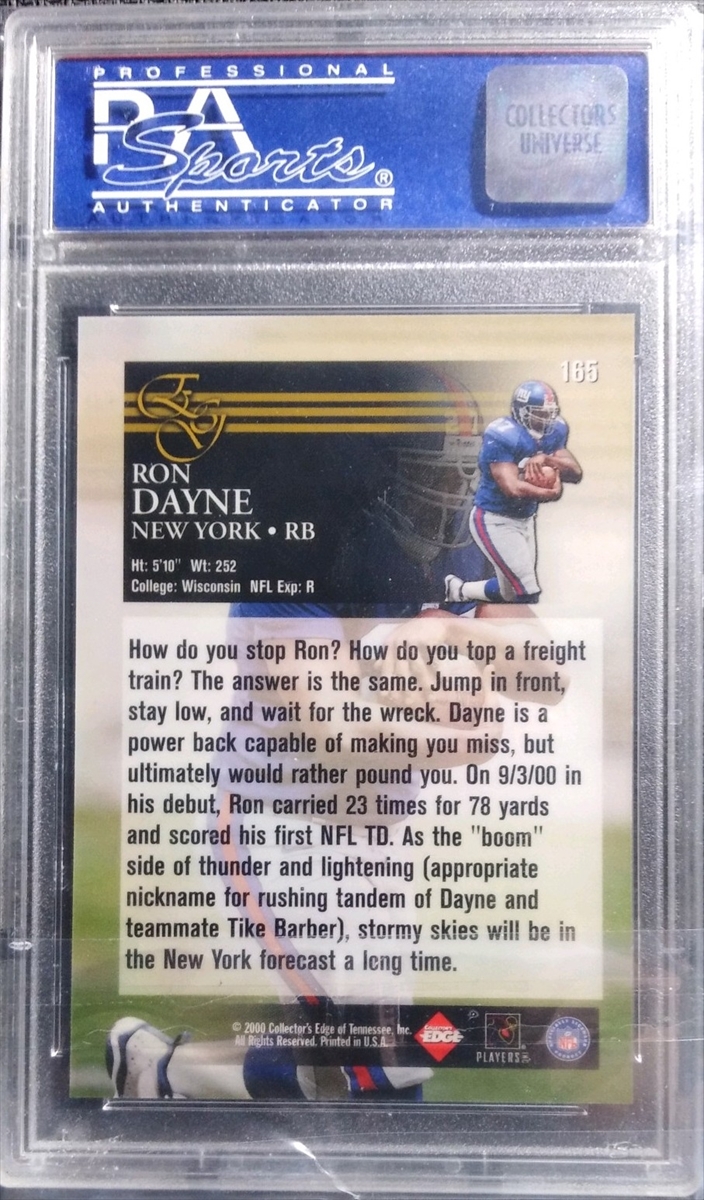 PROFESSIONAL
PSA
Sports®
AUTHENTICATOR
COLLECTORS
UNIVERSE
165
EG
RON
DAYNE
NEW YORK • RB
Ht: 5'10" Wt: 252
College: Wisconsin NFL Exp: R
How do you stop Ron? How do you top a freight
train? The answer is the same. Jump in front,
stay low, and wait for the wreck. Dayne is a
power back capable of making you miss, but
ultimately would rather pound you. On 9/3/00 in
his debut, Ron carried 23 times for 78 yards
and scored his first NFL TD. As the "boom"
side of thunder and lightening (appropriate
nickname for rushing tandem of Dayne and
teammate Tike Barber), stormy skies will be in
the New York forecast a long time.
© 2000 Collector's Edge of Tennessee, Inc.
All Rights Reserved. Printed in U.S.A.
COLLECTOR'S
EDGE
PLAYERS INC
NFL